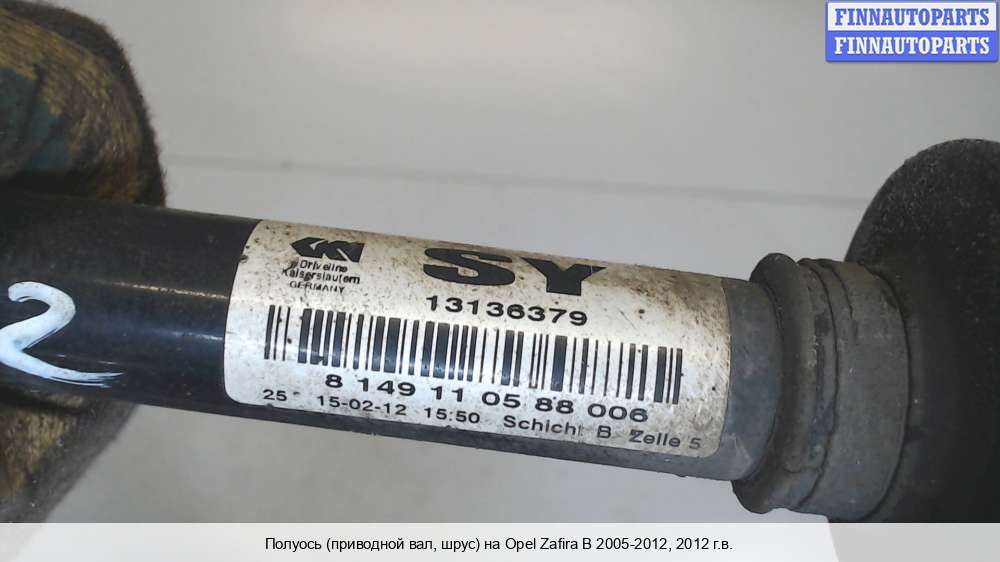 FINNAUTOPARTS
FINNAUTOPARTS
Driveline
Kaiserslautern
GERMANY
SY
13136379
8 149 11 05 88 006
25 15-02-12 15:50 Schicht B Zelle 5
2
Полуось (приводной вал, шрус) на Opel Zafira B 2005-2012, 2012 г.в.